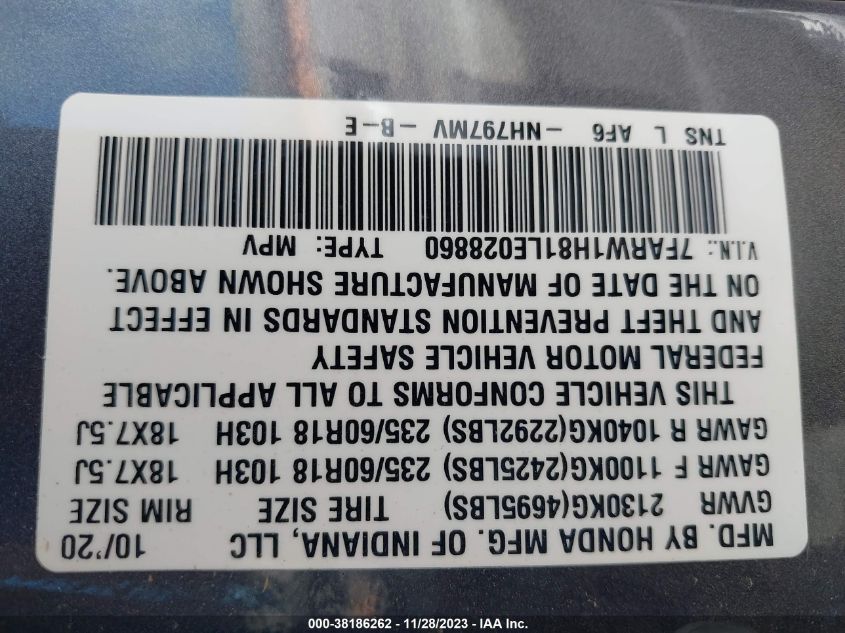 MFD. BY HONDA MFG. OF INDIANA, LLC 10/'20
GVWR 2130KG(4695LBS) TIRE SIZE RIM SIZE
GAWR F 1100KG(2425LBS) 235/60R18 103H 18X7.5J
GAWR R 1040KG(2292LBS) 235/60R18 103H 18X7.5J
THIS VEHICLE CONFORMS TO ALL APPLICABLE
FEDERAL MOTOR VEHICLE SAFETY
AND THEFT PREVENTION STANDARDS IN EFFECT
ON THE DATE OF MANUFACTURE SHOWN ABOVE.
V.I.N.: 7FARW1H81LE028860 TYPE: MPV
TNS L AF6 -NH797MV -B-E
000-38186262 - 11/28/2023 - IAA Inc.